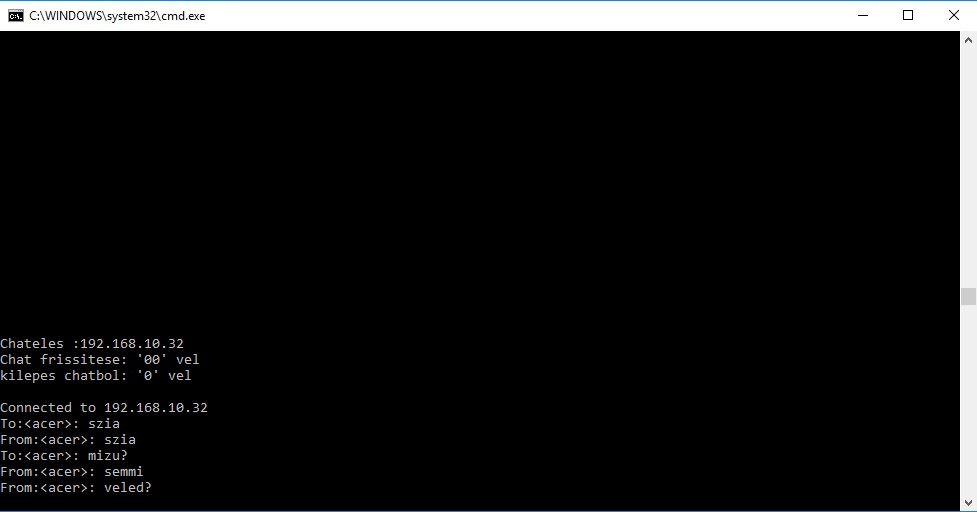 C:\WINDOWS\system32\cmd.exe
Chateles :192.168.10.32
Chat frissitese: '00' vel
kilepes chatbol: '0' vel
Connected to 192.168.10.32
To:<acer>: szia
From:<acer>: szia
To:<acer>: mizu?
From:<acer>: semmi
From:<acer>: veled?